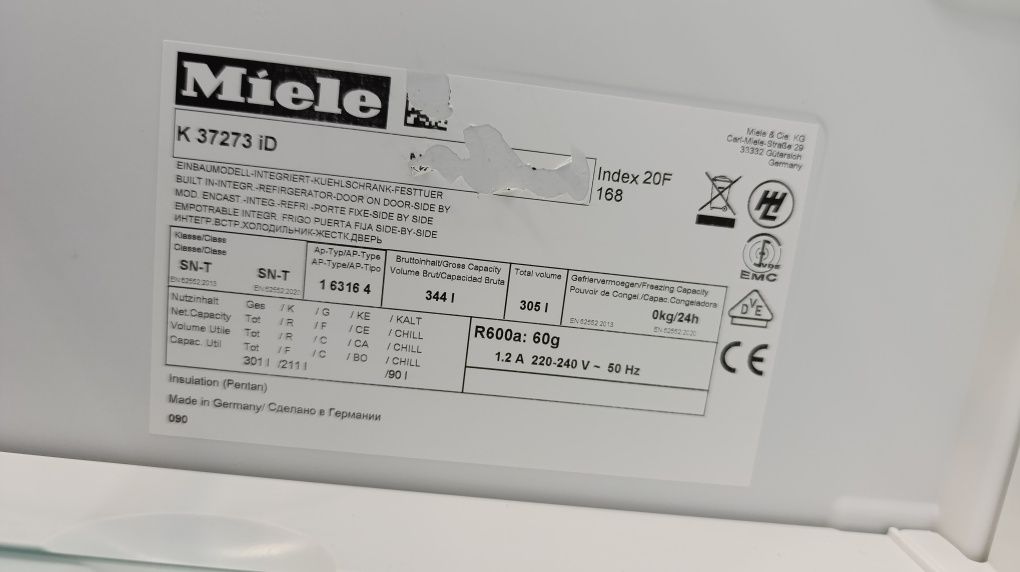 Miele
K 37273 iD
Index 20F
168
Miele & Cie. KG
Carl-Miele-Straße 29
33332 Gütersloh
Germany
EINBAUMODELL-INTEGRIERT-KUEHLSCHRANK-FESTTUER
BUILT IN-INTEGR.-REFIRGERATOR-DOOR ON DOOR-SIDE BY
MOD. ENCAST.-INTEG.-REFRI.-PORTE FIXE-SIDE BY SIDE
EMPOTRABLE INTEGR. FRIGO PUERTA FIJA SIDE-BY-SIDE
ИНТЕГР.ВСТР.ХОЛОДИЛЬНИК-ЖЕСТК.ДВЕРЬ
Klasse/Class
Classe/Clase
SN-T SN-T
EN 62552:2013 EN 62552:2020
Ap-Typ/AP-Type
AP-Type/AP-Tipo
1 6316 4
Bruttoinhalt/Gross Capacity
Volume Brut/Capacidad Bruta
344 l
Total volume
305 l
Gefriervermoegen/Freezing Capacity
Pouvoir de Congel./Capac.Congeladora
0kg/24h
EN 62552 2013 EN 62552:2020
Nutzinhalt Ges / K / G / KE / KALT
Net.Capacity Tot / R / F / CE / CHILL
Volume Utile Tot / R / C / CA / CHILL
Capac. Util Tot / F / C / BO / CHILL
301 l /211 l /90 l
R600a: 60g
1.2 A 220-240 V ~ 50 Hz
Insulation (Pentan)
Made in Germany/ Сделано в Германии
090
VDE
EMC
DVE
CE